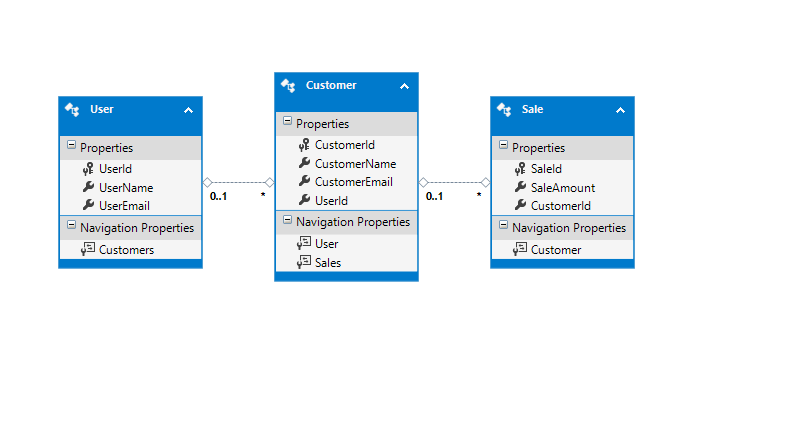 User
Properties
UserId
UserName
UserEmail
Navigation Properties
Customers
0..1
*
Customer
Properties
CustomerId
CustomerName
CustomerEmail
UserId
Navigation Properties
User
Sales
0..1
*
Sale
Properties
SaleId
SaleAmount
CustomerId
Navigation Properties
Customer